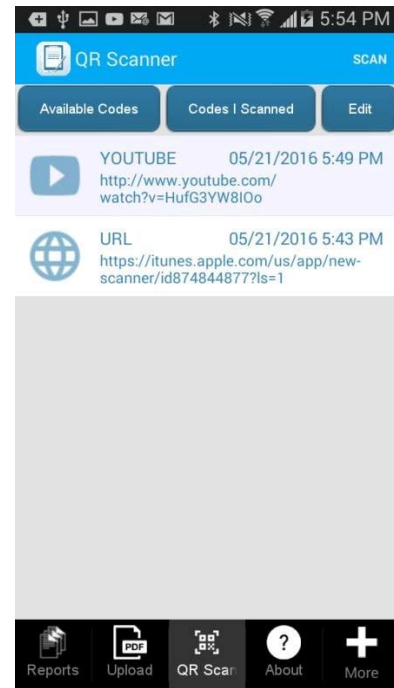 5:54 PM
QR Scanner SCAN
Available Codes Codes I Scanned Edit
YOUTUBE 05/21/2016 5:49 PM
http://www.youtube.com/
watch?v=HufG3YW8IOo
URL 05/21/2016 5:43 PM
https://itunes.apple.com/us/app/new-
scanner/id874844877?ls=1
PDF
Reports Upload QR Scan About More